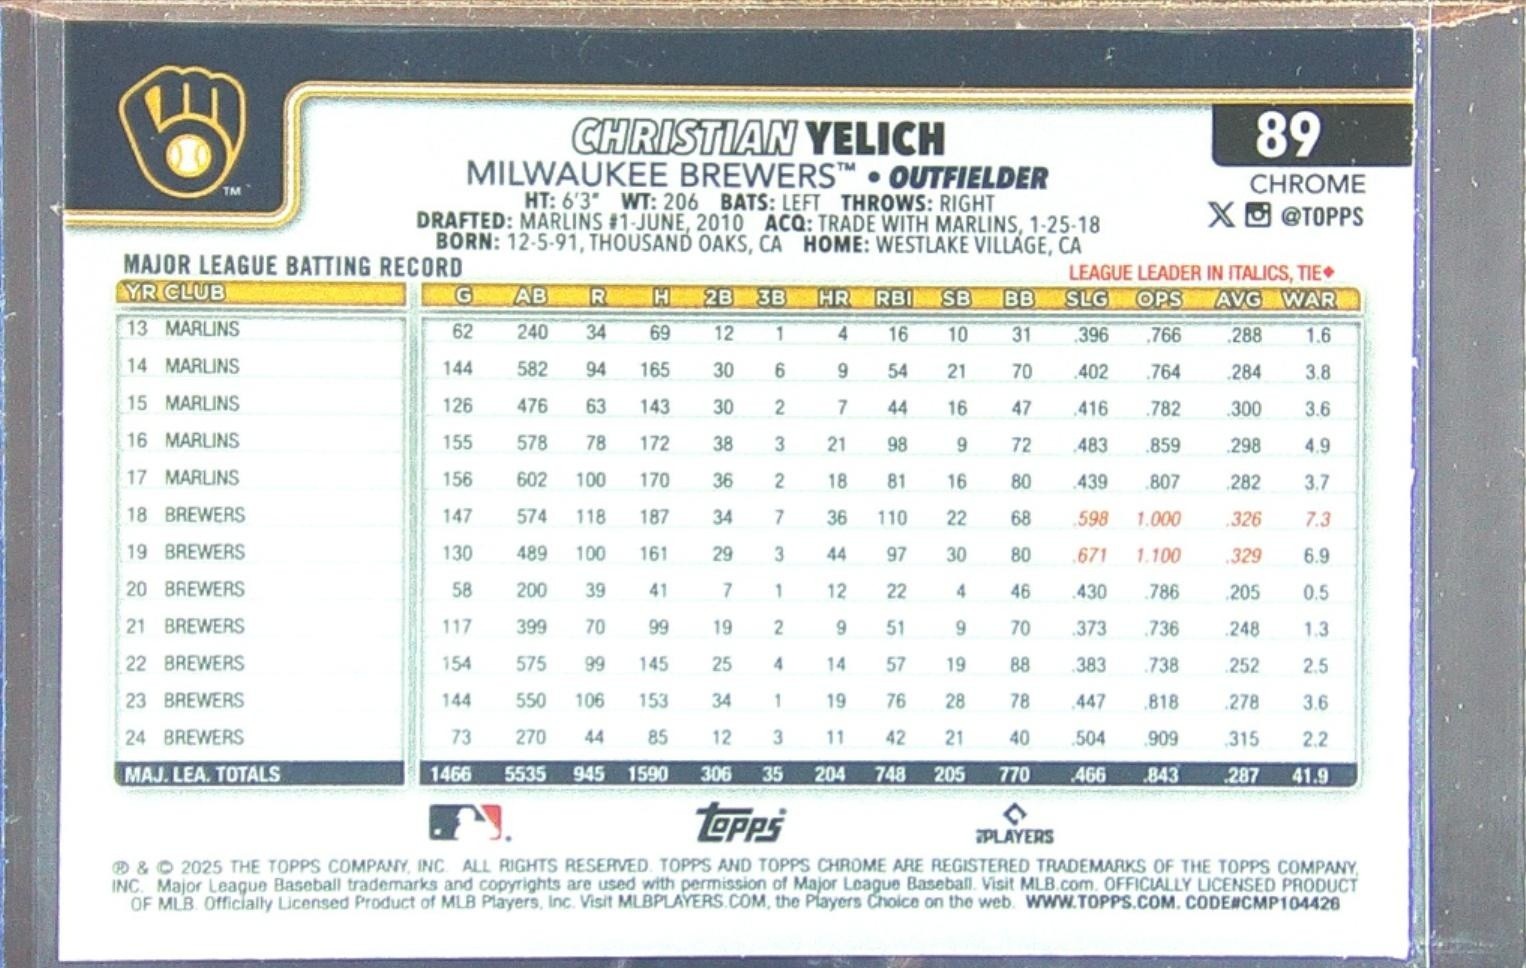 89
CHRISTIAN YELICH
MILWAUKEE BREWERS™ • OUTFIELDER
CHROME
HT: 6'3" WT: 206 BATS: LEFT THROWS: RIGHT
@TOPPS
DRAFTED: MARLINS #1-JUNE, 2010 ACQ: TRADE WITH MARLINS, 1-25-18
BORN: 12-5-91, THOUSAND OAKS, CA HOME: WESTLAKE VILLAGE, CA
TM
MAJOR LEAGUE BATTING RECORD
LEAGUE LEADER IN ITALICS, TIE◆
YR CLUB G AB R H 2B 3B HR RBI SB BB SLG OPS AVG WAR
13 MARLINS 62 240 34 69 12 1 4 16 10 31 .396 .766 .288 1.6
14 MARLINS 144 582 94 165 30 6 9 54 21 70 .402 .764 .284 3.8
15 MARLINS 126 476 63 143 30 2 7 44 16 47 .416 .782 .300 3.6
16 MARLINS 155 578 78 172 38 3 21 98 9 72 .483 .859 .298 4.9
17 MARLINS 156 602 100 170 36 2 18 81 16 80 .439 .807 .282 3.7
18 BREWERS 147 574 118 187 34 7 36 110 22 68 .598 1.000 .326 7.3
19 BREWERS 130 489 100 161 29 3 44 97 30 80 .671 1.100 .329 6.9
20 BREWERS 58 200 39 41 7 1 12 22 4 46 .430 .786 .205 0.5
21 BREWERS 117 399 70 99 19 2 9 51 9 70 .373 .736 .248 1.3
22 BREWERS 154 575 99 145 25 4 14 57 19 88 .383 .738 .252 2.5
23 BREWERS 144 550 106 153 34 1 19 76 28 78 .447 .818 .278 3.6
24 BREWERS 73 270 44 85 12 3 11 42 21 40 .504 .909 .315 2.2
MAJ. LEA. TOTALS 1466 5535 945 1590 306 35 204 748 205 770 .466 .843 .287 41.9
Topps
PLAYERS
® & © 2025 THE TOPPS COMPANY, INC. ALL RIGHTS RESERVED. TOPPS AND TOPPS CHROME ARE REGISTERED TRADEMARKS OF THE TOPPS COMPANY,
INC. Major League Baseball trademarks and copyrights are used with permission of Major League Baseball. Visit MLB.com. OFFICIALLY LICENSED PRODUCT
OF MLB. Officially Licensed Product of MLB Players, Inc. Visit MLBPLAYERS.COM, the Players Choice on the web. WWW.TOPPS.COM. CODE#CMP104426